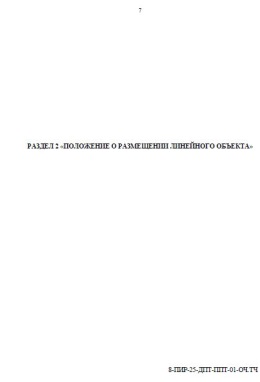 7
РАЗДЕЛ 2 «ПОЛОЖЕНИЕ О РАЗМЕЩЕНИИ ЛИНЕЙНОГО ОБЪЕКТА»
8-ПИР-25-ДПТ-ППТ-01-ОЧ.ТЧ